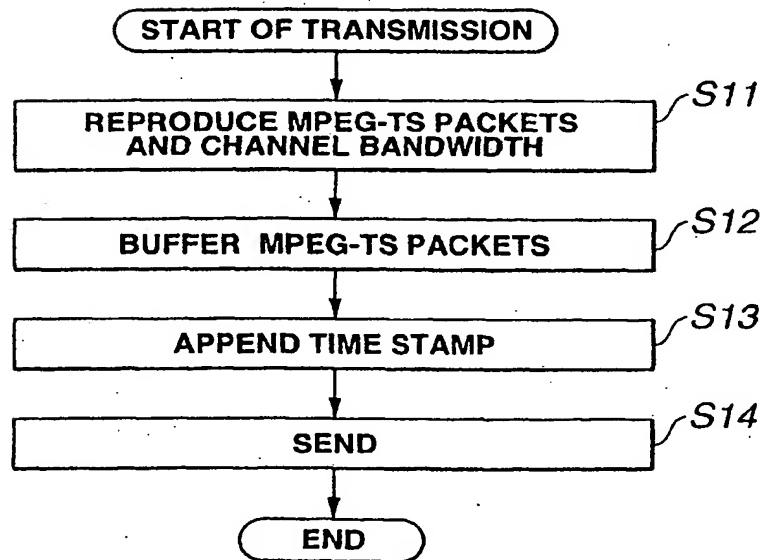 START OF TRANSMISSION
S11
REPRODUCE MPEG-TS PACKETS
AND CHANNEL BANDWIDTH
S12
BUFFER MPEG-TS PACKETS
S13
APPEND TIME STAMP
S14
SEND
END